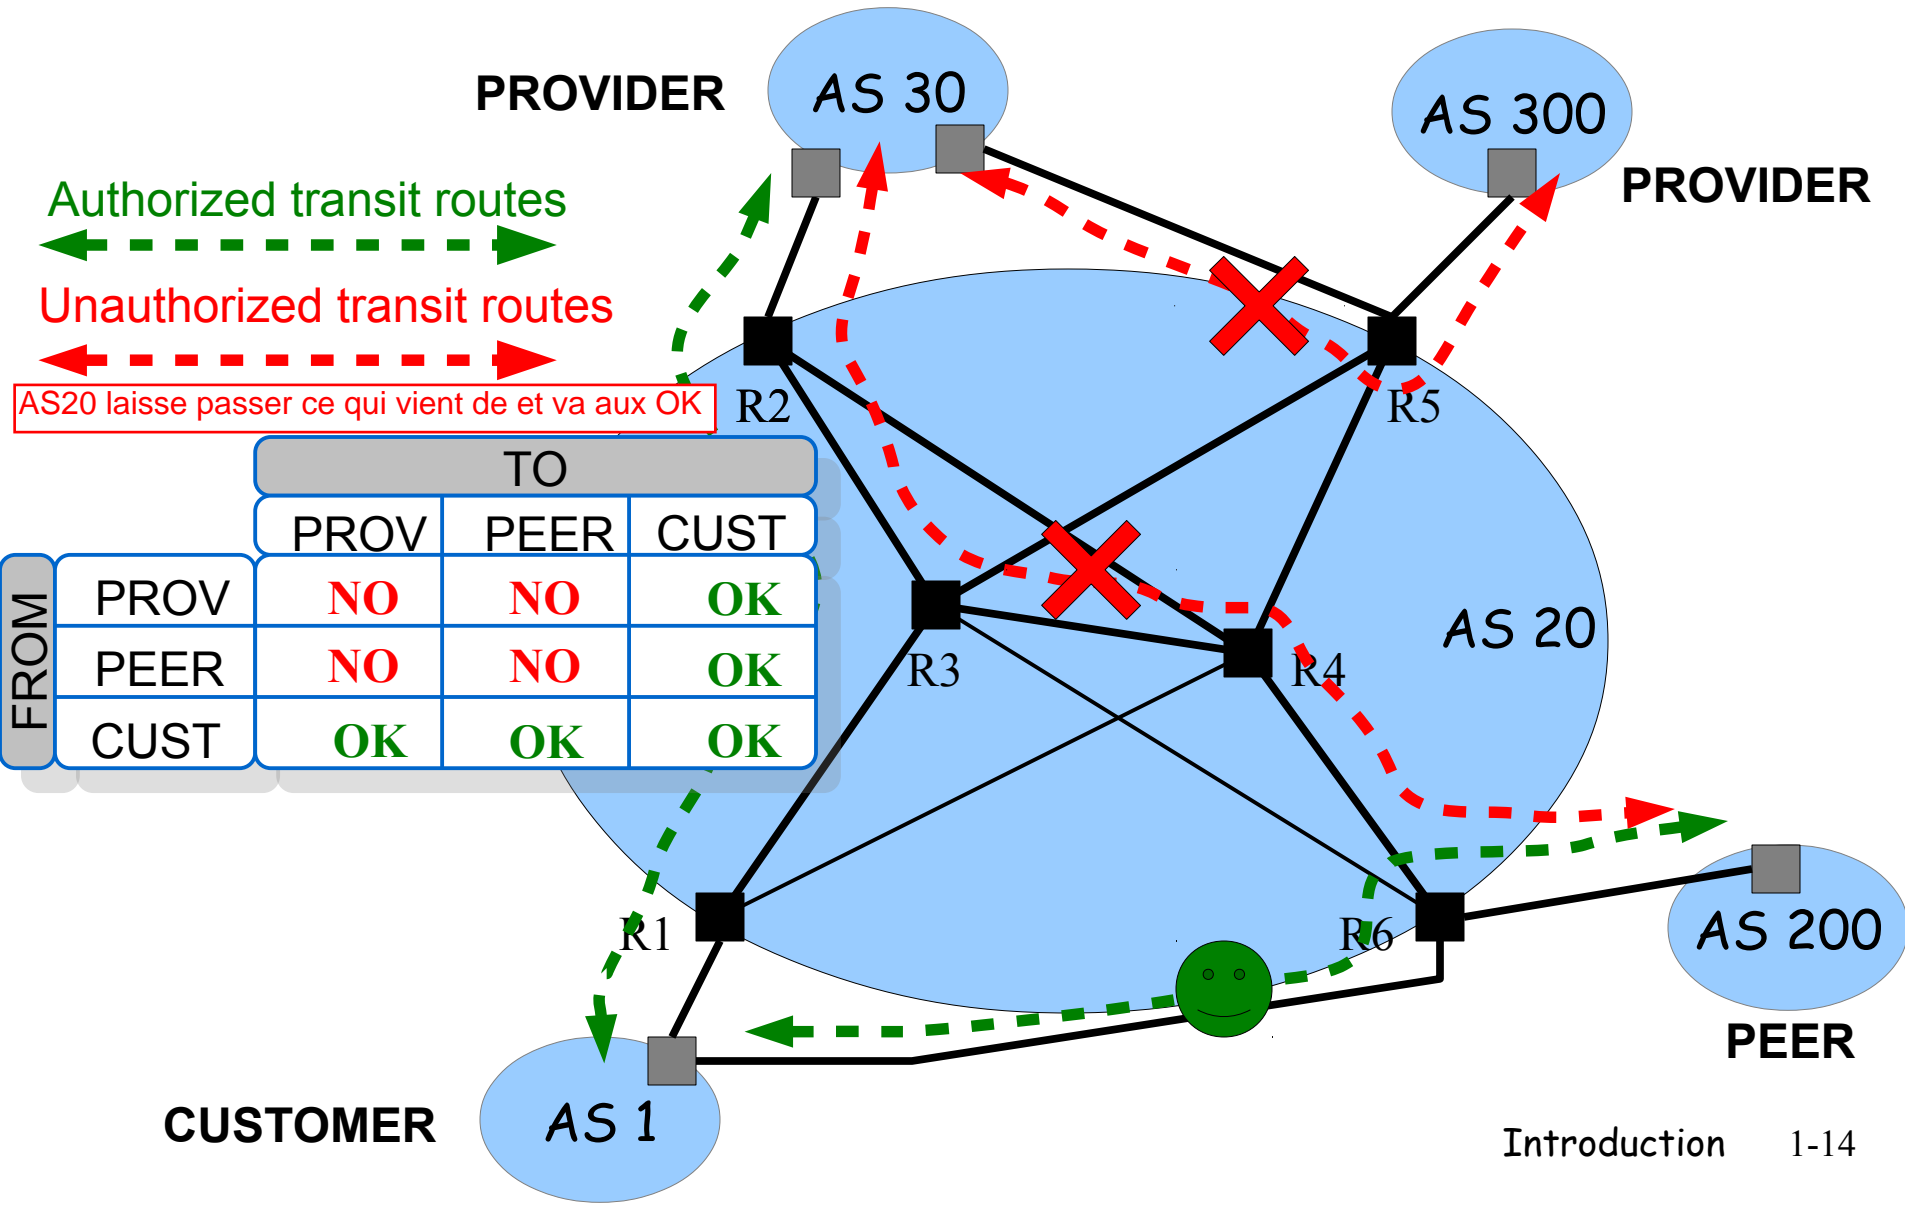 PROVIDER
AS 30
AS 300
PROVIDER
Authorized transit routes
Unauthorized transit routes
AS20 laisse passer ce qui vient de et va aux OK
R2
R5
TO
PROV PEER CUST
FROM
PROV NO NO OK
PEER NO NO OK
CUST OK OK OK
AS 20
R3
R4
R1
R6
AS 200
PEER
CUSTOMER
AS 1
Introduction 1-14